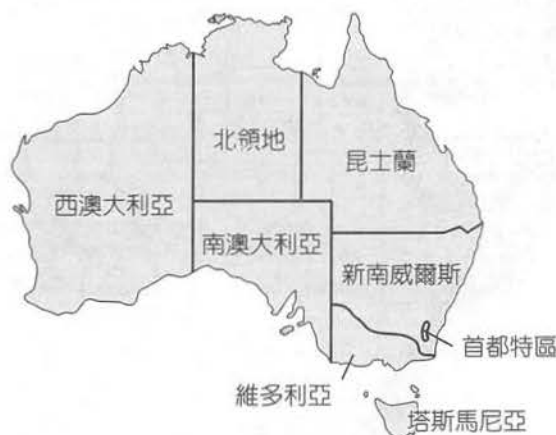 北領地
昆士蘭
西澳大利亞
南澳大利亞
新南威爾斯
首都特區
維多利亞
塔斯馬尼亞